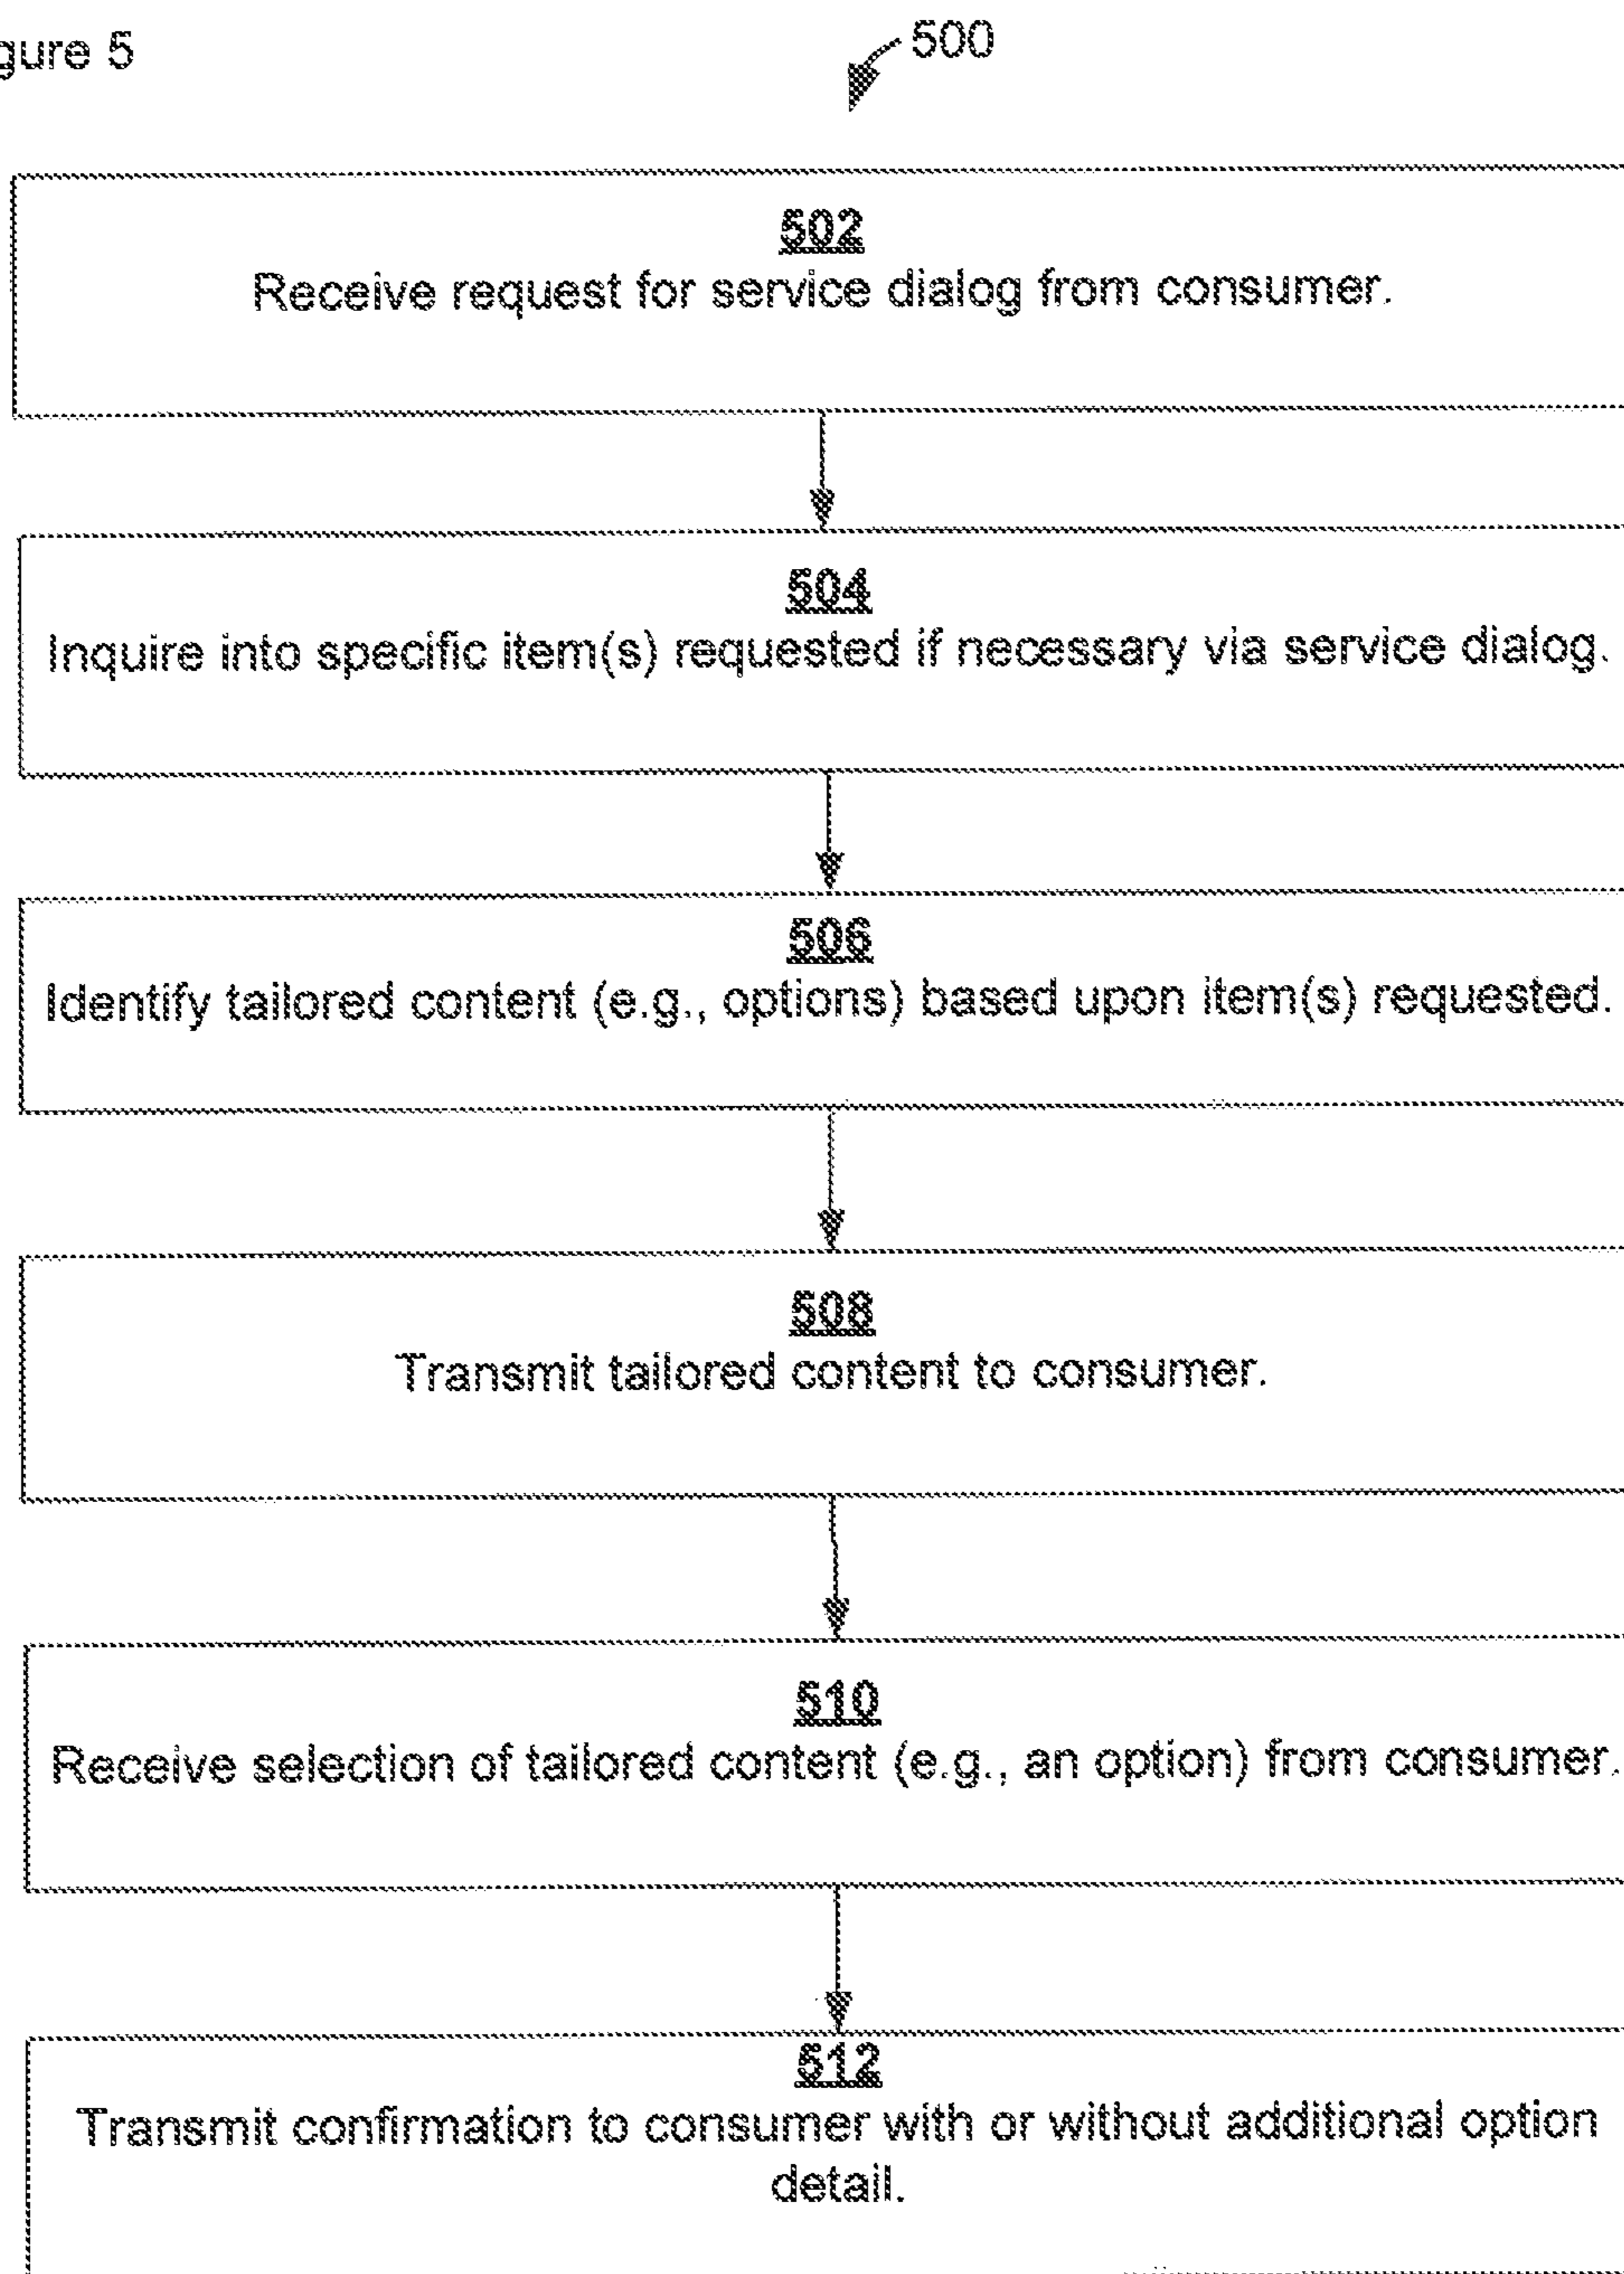 gure 5
500
502
Receive request for service dialog from consumer.
504
Inquire into specific item(s) requested if necessary via service dialog.
506
Identify tailored content (e.g., options) based upon item(s) requested.
508
Transmit tailored content to consumer.
510
Receive selection of tailored content (e.g., an option) from consumer.
512
Transmit confirmation to consumer with or without additional option
detail.